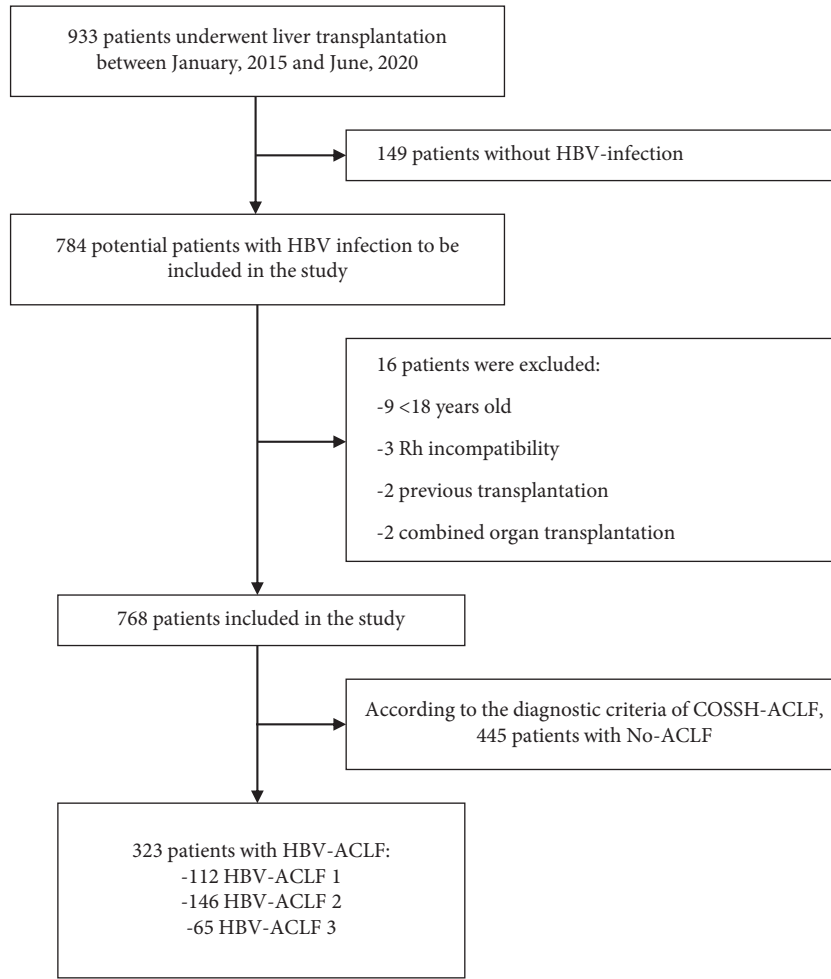 933 patients underwent liver transplantation
between January, 2015 and June, 2020
149 patients without HBV-infection
784 potential patients with HBV infection to be
included in the study
16 patients were excluded:
-9 <18 years old
-3 Rh incompatibility
-2 previous transplantation
-2 combined organ transplantation
768 patients included in the study
According to the diagnostic criteria of COSSH-ACLF,
445 patients with No-ACLF
323 patients with HBV-ACLF:
-112 HBV-ACLF 1
-146 HBV-ACLF 2
-65 HBV-ACLF 3